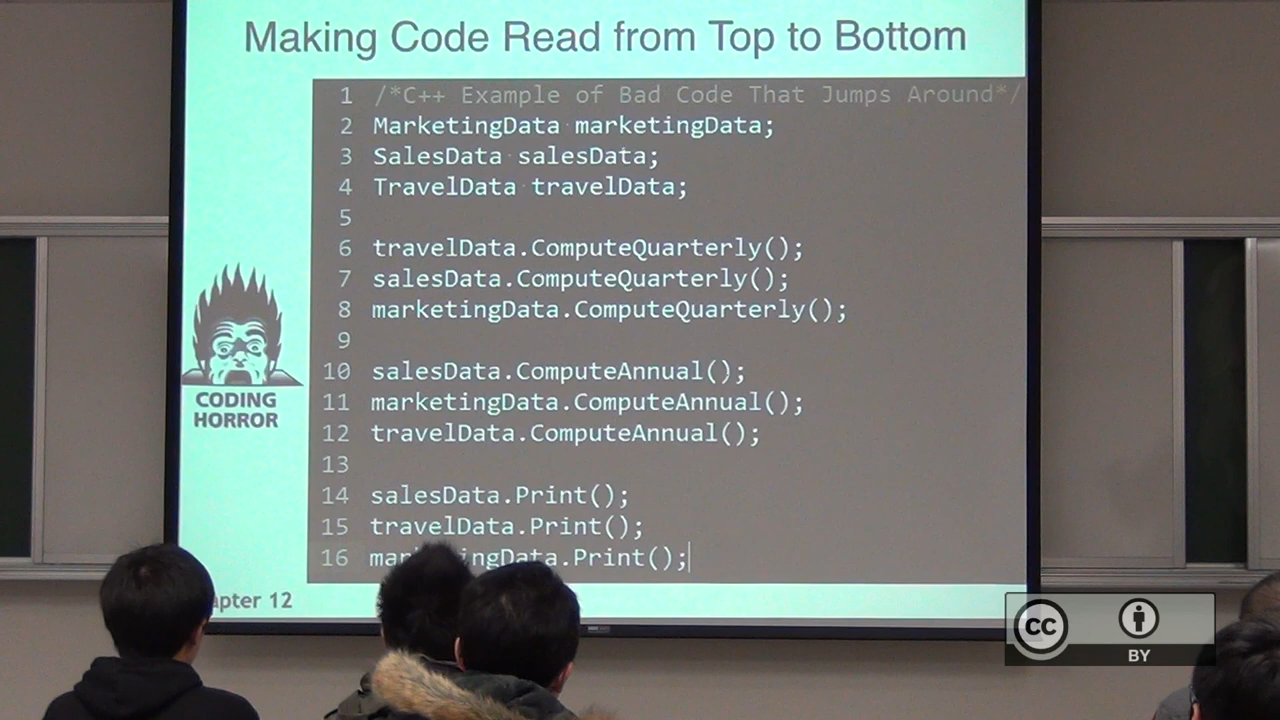 Making Code Read from Top to Bottom
1 /*C++ Example of Bad Code That Jumps Around*/
2 MarketingData marketingData;
3 SalesData salesData;
4 TravelData travelData;
5
6 travelData.ComputeQuarterly();
7 salesData.ComputeQuarterly();
8 marketingData.ComputeQuarterly();
9
10 salesData.ComputeAnnual();
11 marketingData.ComputeAnnual();
12 travelData.ComputeAnnual();
13
14 salesData.Print();
15 travelData.Print();
16 marketingData.Print();
CODING
HORROR
apter 12
CC
BY